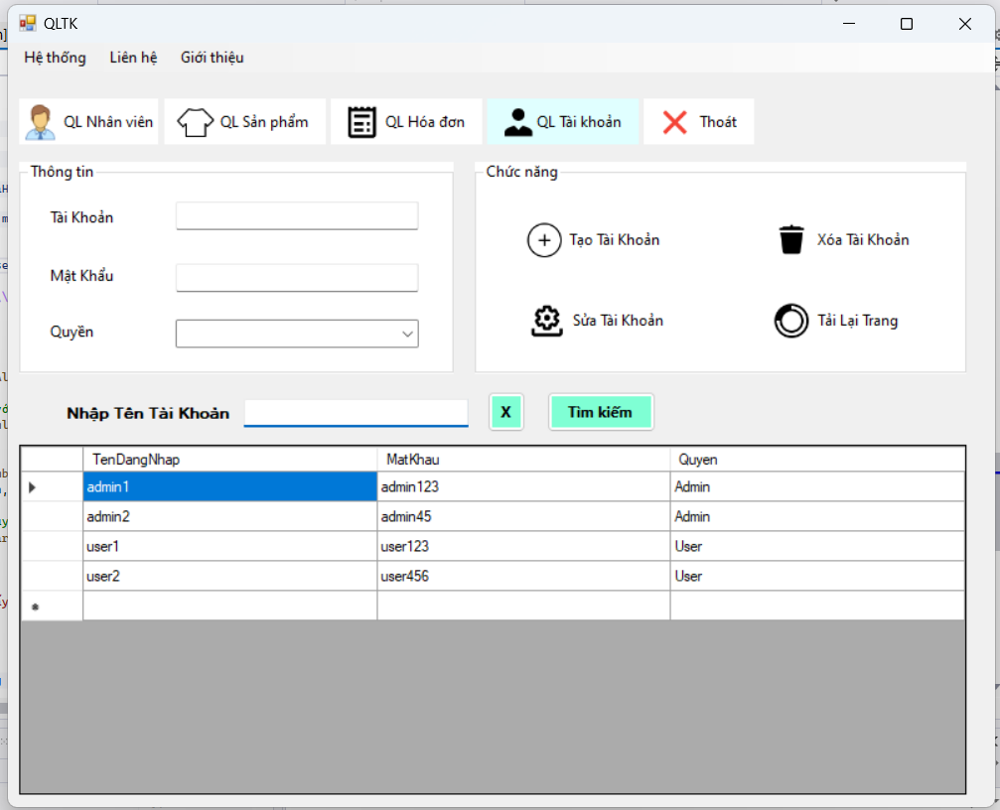 QLTK
Hệ thống Liên hệ Giới thiệu
QL Nhân viên QL Sản phẩm QL Hóa đơn QL Tài khoản Thoát
Thông tin
Tài Khoản
Mật Khẩu
Quyền
Chức năng
Tạo Tài Khoản Xóa Tài Khoản
Sửa Tài Khoản Tải Lại Trang
Nhập Tên Tài Khoản X Tìm kiếm
TenDangNhap MatKhau Quyen
admin1 admin123 Admin
admin2 admin45 Admin
user1 user123 User
user2 user456 User